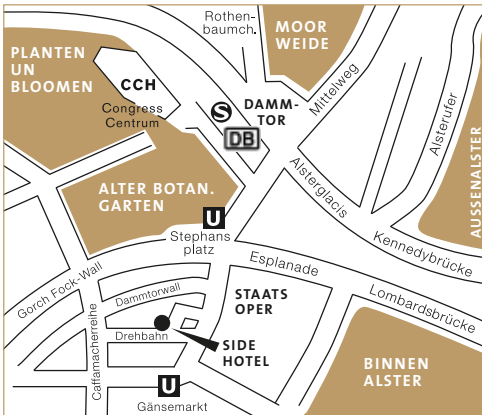 Rothen-
baumch.
MOOR
WEIDE
PLANTEN
UN
BLOOMEN
CCH
Congress
Centrum
S
DAMM-
TOR
DB
Mittelweg
Alsterufer
AUSSENALSTER
ALTER BOTAN.
GARTEN
Alsterglacis
U
Stephans
platz
Kennedybrücke
Esplanade
Gorch Fock-Wall
Dammtorwall
STAATS
OPER
Lombardsbrücke
Caffamacherreihe
Drehbahn
SIDE
HOTEL
BINNEN
ALSTER
U
Gänsemarkt